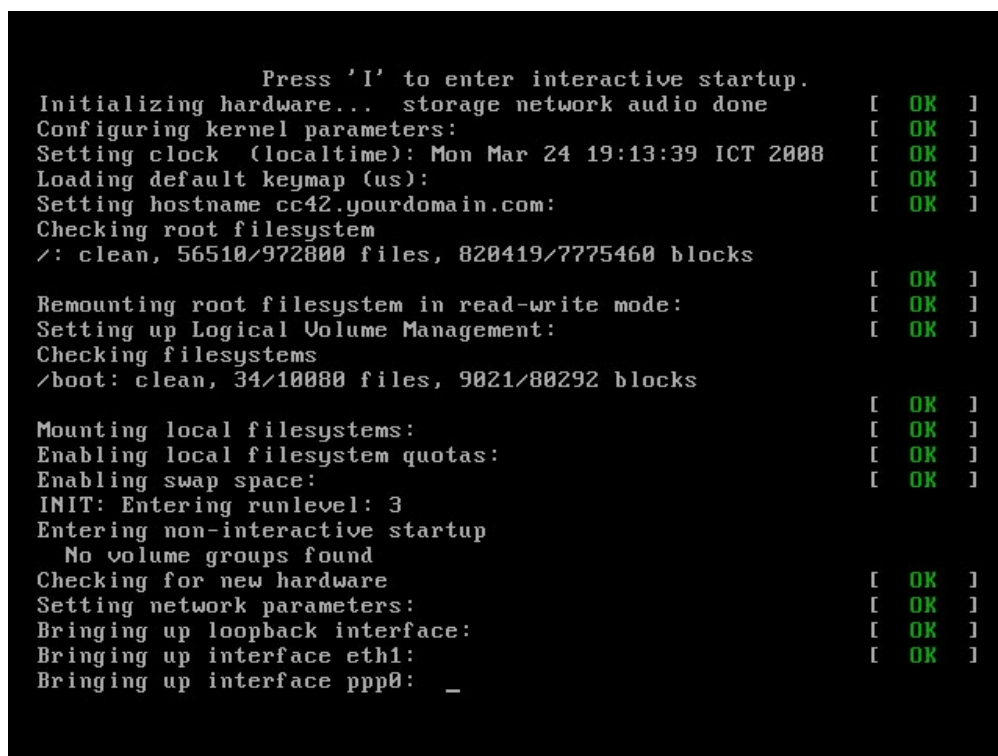 Press 'I' to enter interactive startup.
Initializing hardware...  storage network audio done [  OK  ]
Configuring kernel parameters: [  OK  ]
Setting clock  (localtime): Mon Mar 24 19:13:39 ICT 2008 [  OK  ]
Loading default keymap (us): [  OK  ]
Setting hostname cc42.yourdomain.com: [  OK  ]
Checking root filesystem
/: clean, 56510/972800 files, 820419/7775460 blocks
[  OK  ]
Remounting root filesystem in read-write mode: [  OK  ]
Setting up Logical Volume Management: [  OK  ]
Checking filesystems
/boot: clean, 34/10080 files, 9021/80292 blocks
[  OK  ]
Mounting local filesystems: [  OK  ]
Enabling local filesystem quotas: [  OK  ]
Enabling swap space: [  OK  ]
INIT: Entering runlevel: 3
Entering non-interactive startup
  No volume groups found
Checking for new hardware [  OK  ]
Setting network parameters: [  OK  ]
Bringing up loopback interface: [  OK  ]
Bringing up interface eth1: [  OK  ]
Bringing up interface ppp0:  _